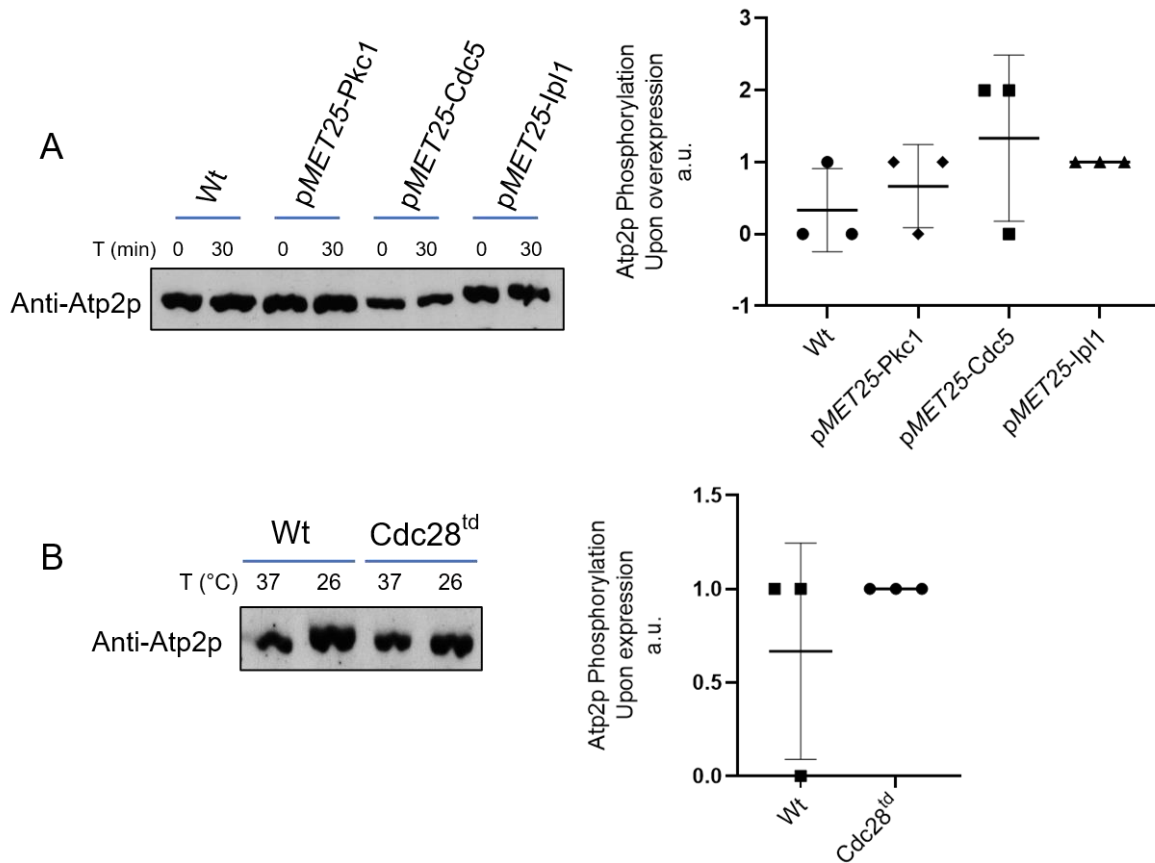 A
Wt
pMET25-Pkc1
pMET25-Cdc5
pMET25-Ipl1
T (min) 0 30 0 30 0 30 0 30
Anti-Atp2p
Atp2p Phosphorylation
Upon overexpression
a.u.
3
2
1
0
-1
Wt
pMET25-Pkc1
pMET25-Cdc5
pMET25-Ipl1
B
Wt Cdc28td
T (°C) 37 26 37 26
Anti-Atp2p
Atp2p Phosphorylation
Upon expression
a.u.
1.5
1.0
0.5
0.0
Wt
Cdc28td